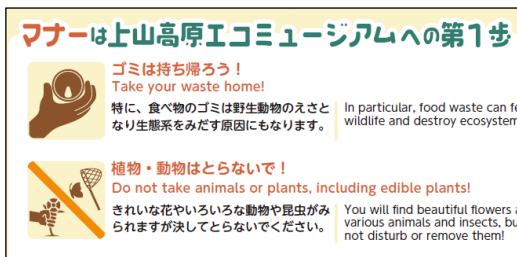 マナーは上山高原エコミュージアムへの第1歩
ゴミは持ち帰ろう！
Take your waste home!
特に、食べ物のゴミは野生動物のえさと
なり生態系をみだす原因にもなります。
In particular, food waste can
wildlife and destroy ecosystem
植物・動物はとらないで！
Do not take animals or plants, including edible plants!
きれいな花やいろいろな動物や昆虫がみ
られますが決してとらないでください。
You will find beautiful flowers
various animals and insects,
not disturb or remove them!